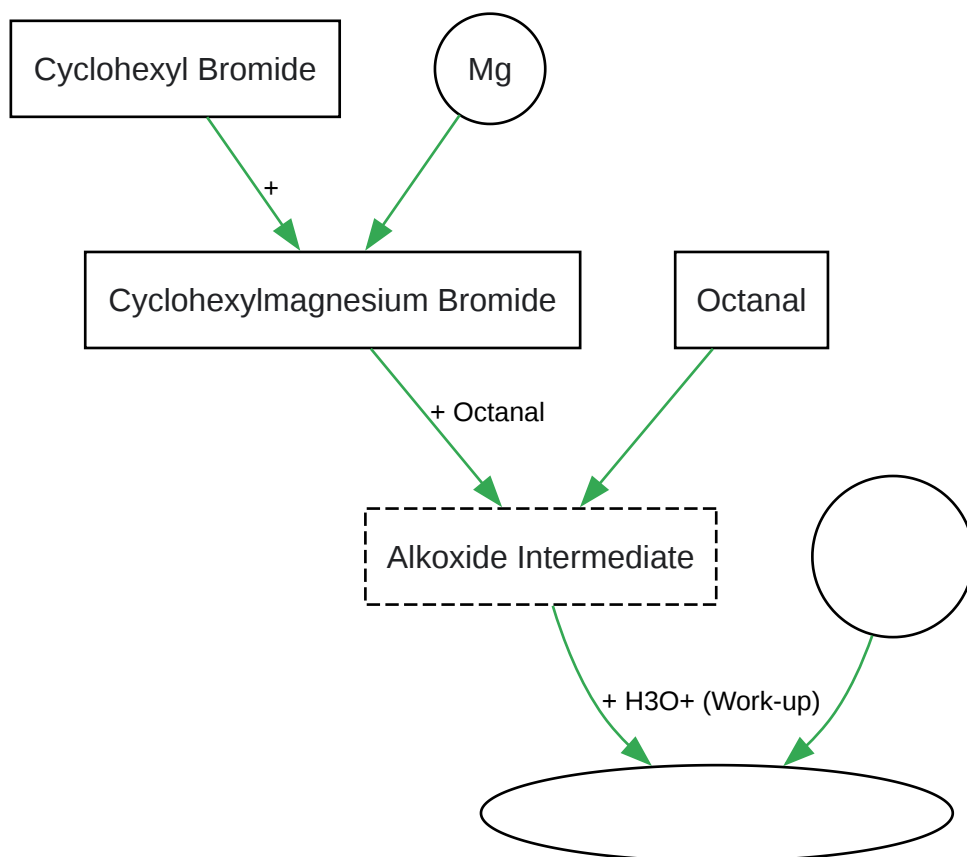 Cyclohexyl Bromide
Mg
+
Cyclohexylmagnesium Bromide
Octanal
+ Octanal
Alkoxide Intermediate
+ H3O+ (Work-up)